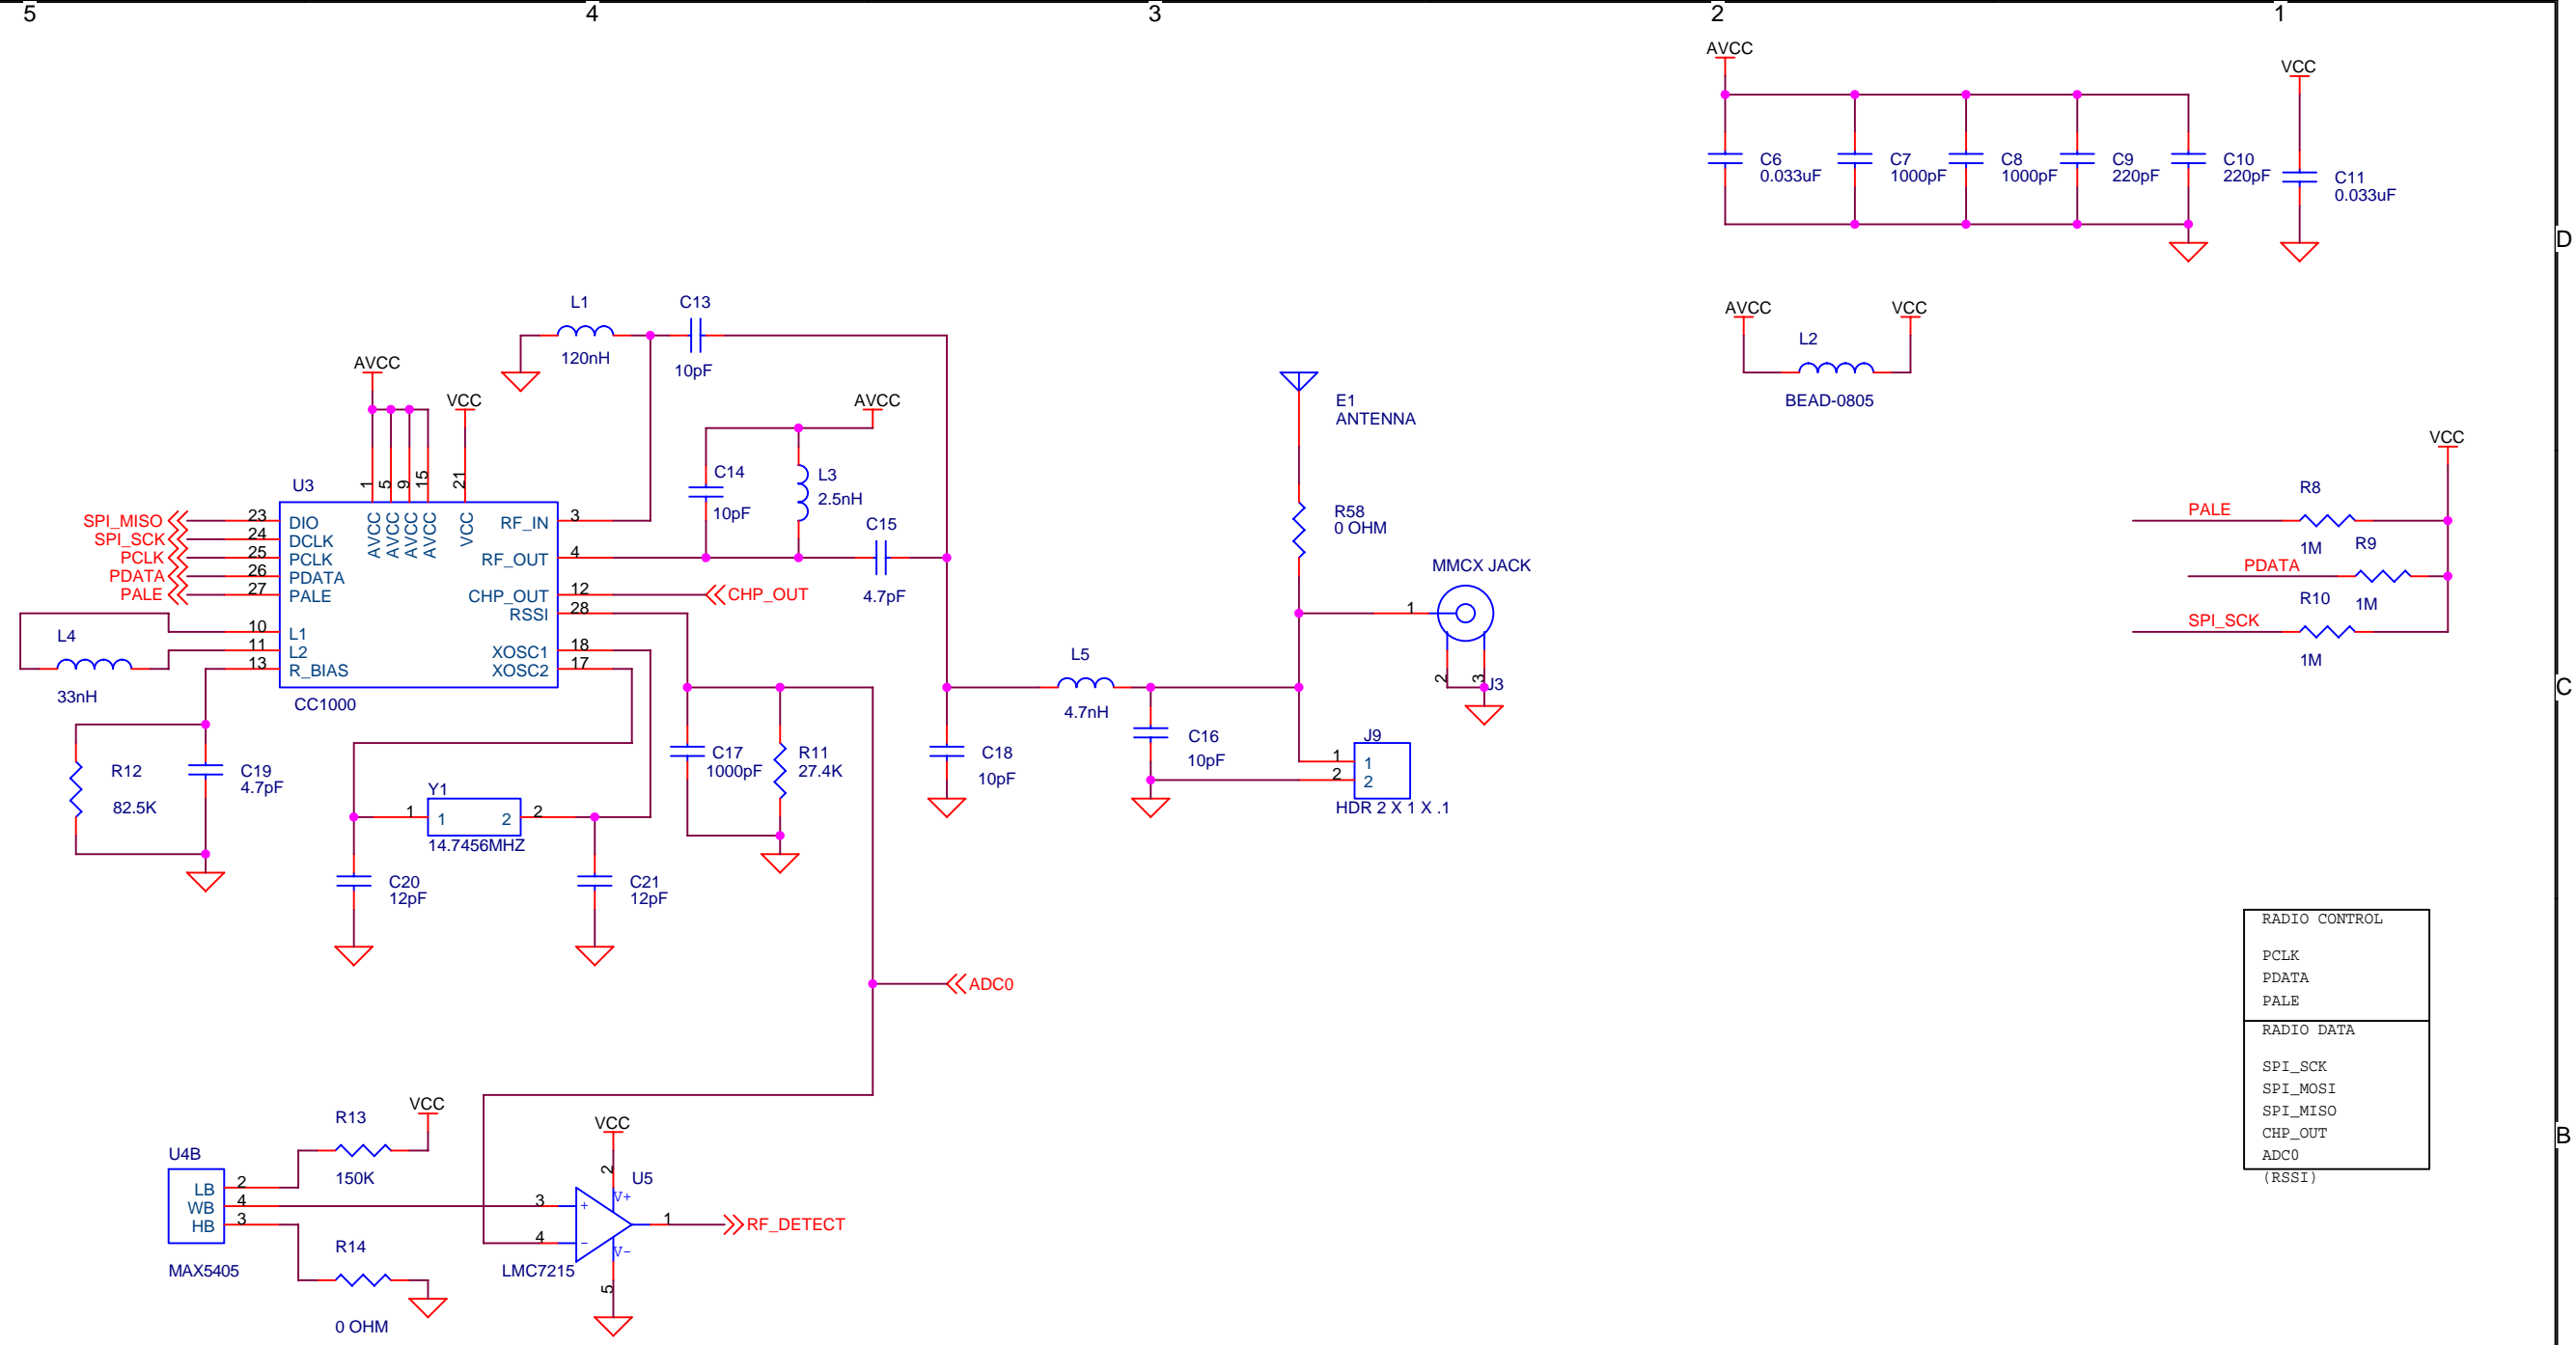 5 4 3 2 1
AVCC
VCC
C6
0.033uF
C7
1000pF
C8
1000pF
C9
220pF
C10
220pF
C11
0.033uF
D
L1
120nH
C13
10pF
AVCC
VCC
L2
BEAD-0805
AVCC
VCC
AVCC
E1
ANTENNA
C14
10pF
L3
2.5nH
C15
4.7pF
R58
0 OHM
MMCX JACK
1
2
3
J3
VCC
PALE
R8
1M
PDATA
R9
1M
SPI_SCK
R10
1M
C
U3
1
5
9
15
21
AVCC
AVCC
AVCC
AVCC
VCC
SPI_MISO 23 DIO
SPI_SCK 24 DCLK
PCLK 25 PCLK
PDATA 26 PDATA
PALE 27 PALE
10 L1
11 L2
13 R_BIAS
RF_IN 3
RF_OUT 4
CHP_OUT 12 CHP_OUT
RSSI 28
XOSC1 18
XOSC2 17
CC1000
L4
33nH
R12
82.5K
C19
4.7pF
Y1
1 1 2 2
14.7456MHZ
C20
12pF
C21
12pF
C17
1000pF
R11
27.4K
C18
10pF
L5
4.7nH
C16
10pF
J9
1 1
2 2
HDR 2 X 1 X .1
ADC0
RADIO CONTROL
PCLK
PDATA
PALE
RADIO DATA
SPI_SCK
SPI_MOSI
SPI_MISO
CHP_OUT
ADC0
(RSSI)
B
R13
150K
VCC
U4B
LB 2
WB 4
HB 3
MAX5405
R14
0 OHM
VCC
2
U5
V+
3 +
4 -
V-
5
1
RF_DETECT
LMC7215